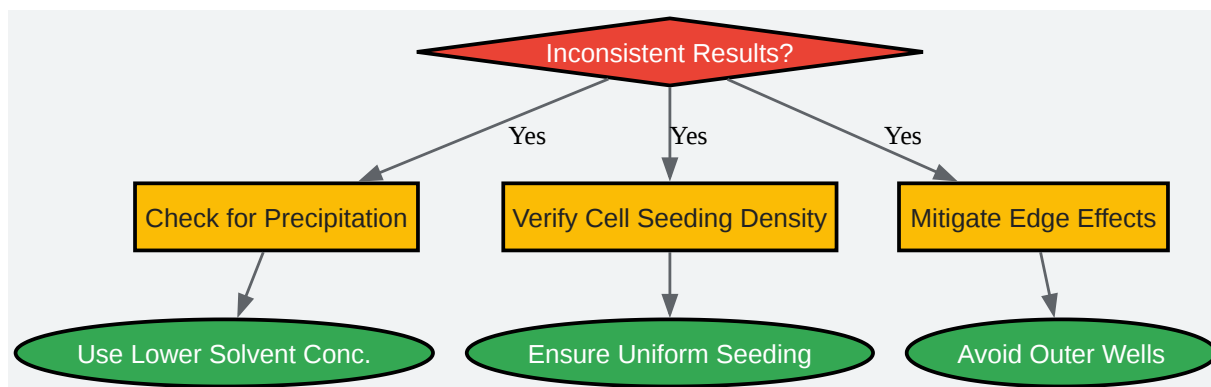 Inconsistent Results?
Yes
Yes
Yes
Check for Precipitation
Verify Cell Seeding Density
Mitigate Edge Effects
Use Lower Solvent Conc.
Ensure Uniform Seeding
Avoid Outer Wells